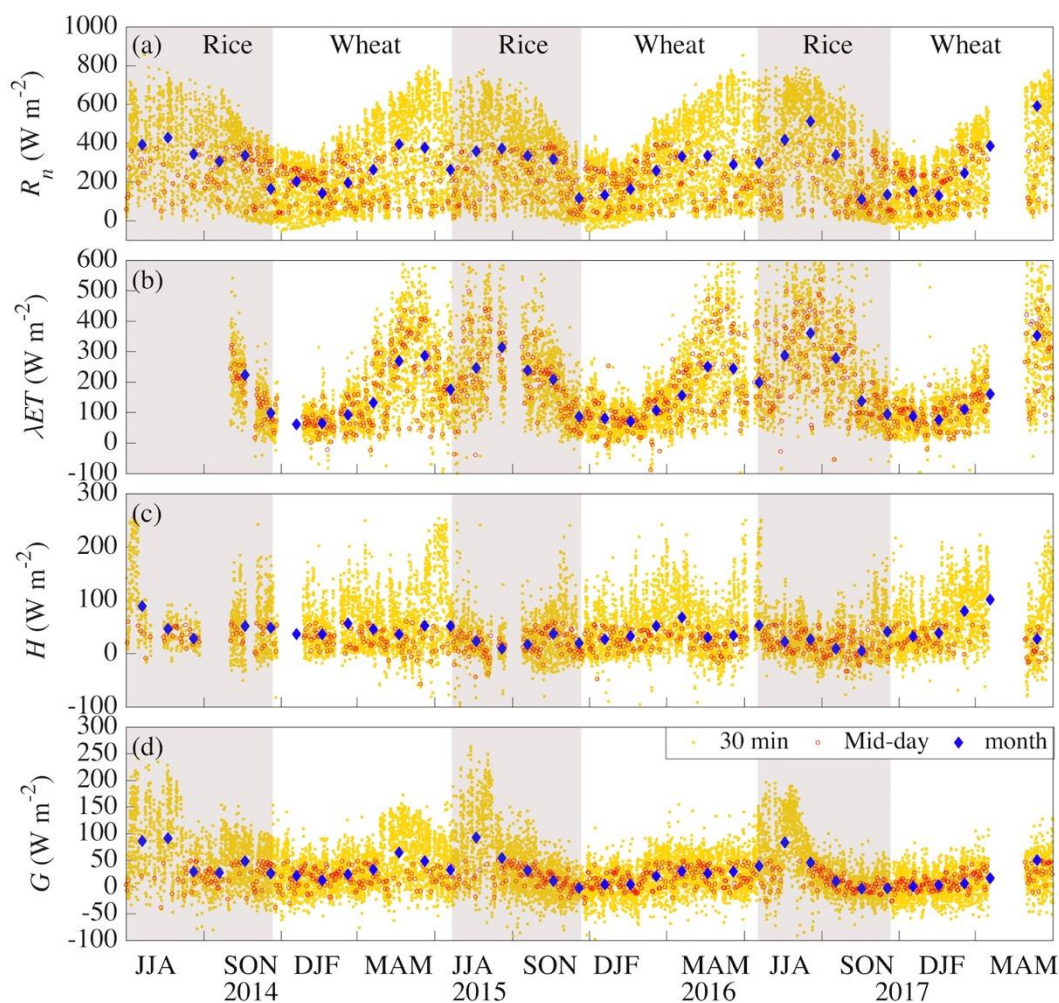 (a) Rice Wheat Rice Wheat Rice Wheat
1000
800
600
400
200
0
Rn (W m-2)
(b)
600
500
400
300
200
100
0
-100
λET (W m-2)
(c)
300
200
100
0
-100
H (W m-2)
(d)
30 min Mid-day month
300
250
200
150
100
50
0
-50
-100
G (W m-2)
JJA SON DJF MAM JJA SON DJF MAM JJA SON DJF MAM
2014 2015 2016 2017